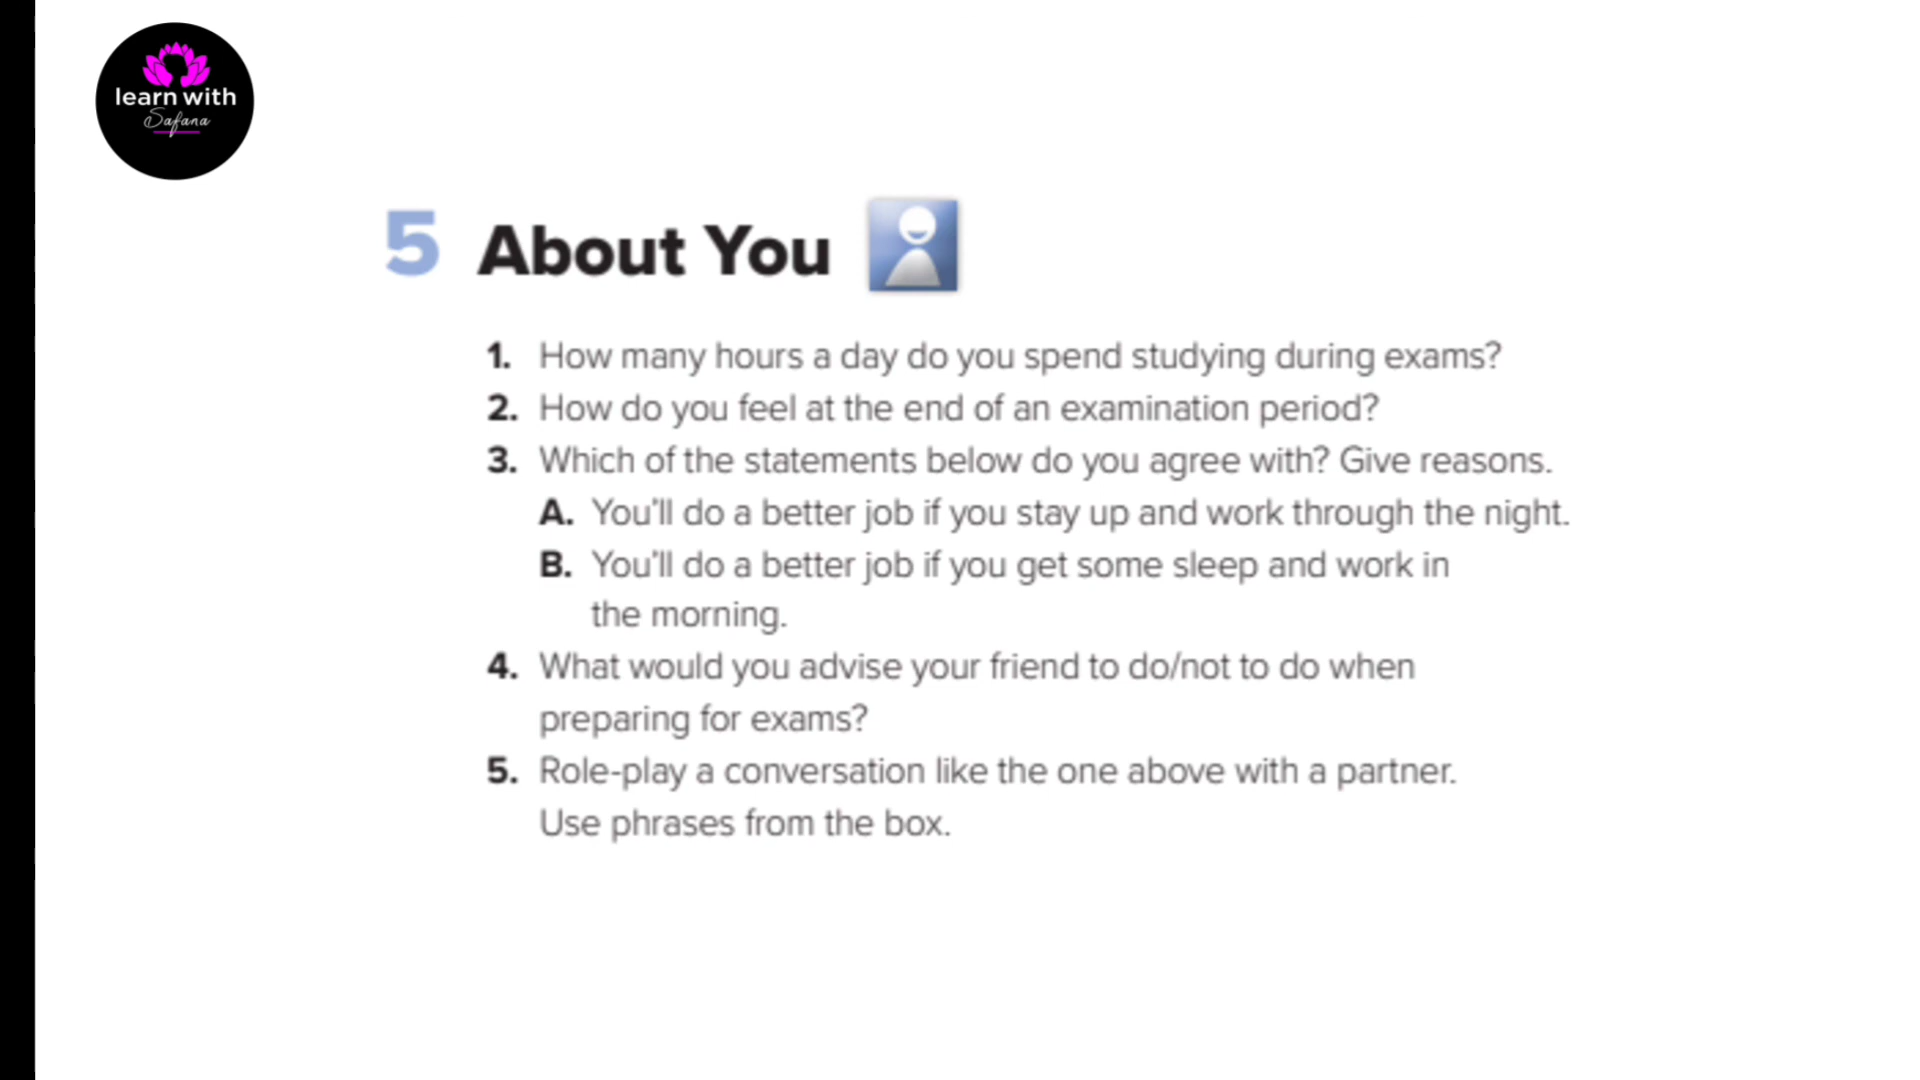 learn with
Safana
5 About You
1. How many hours a day do you spend studying during exams?
2. How do you feel at the end of an examination period?
3. Which of the statements below do you agree with? Give reasons.
A. You'll do a better job if you stay up and work through the night.
B. You'll do a better job if you get some sleep and work in
the morning.
4. What would you advise your friend to do/not to do when
preparing for exams?
5. Role-play a conversation like the one above with a partner.
Use phrases from the box.